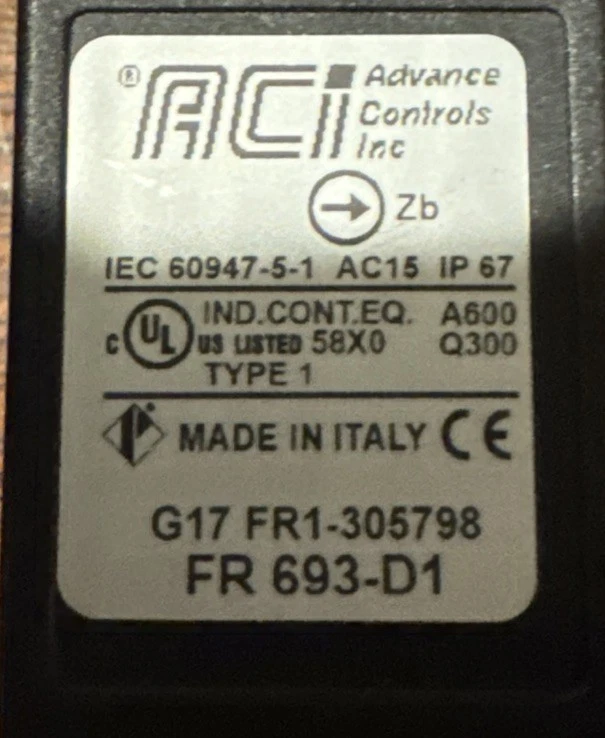 ® ACi Advance
Controls
Inc
Zb
IEC 60947-5-1 AC15 IP 67
IND.CONT.EQ. A600
C UL US LISTED 58X0 Q300
TYPE 1
MADE IN ITALY CE
G17 FR1-305798
FR 693-D1